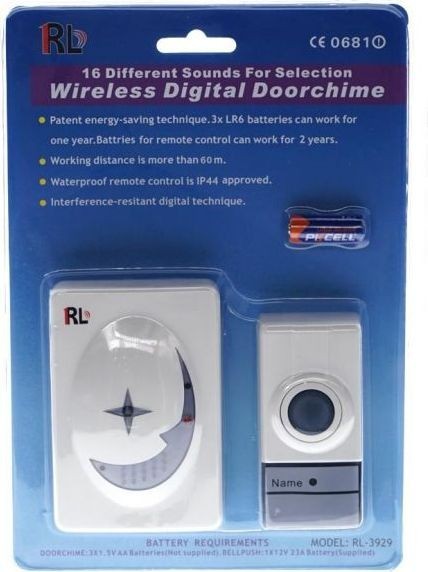 RL
CE 0681
16 Different Sounds For Selection
Wireless Digital Doorchime
Patent energy-saving technique.3x LR6 batteries can work for
one year.Battries for remote control can work for 2 years.
Working distance is more than 60 m.
Waterproof remote control is IP44 approved.
Interference-resitant digital technique.
PKCELL
RL
Name
BATTERY REQUIREMENTS MODEL: RL-3929
DOORCHIME:3X1.5V AA Batteries(Not supplied).BELLPUSH:1X12V 23A Battery(Supplied)